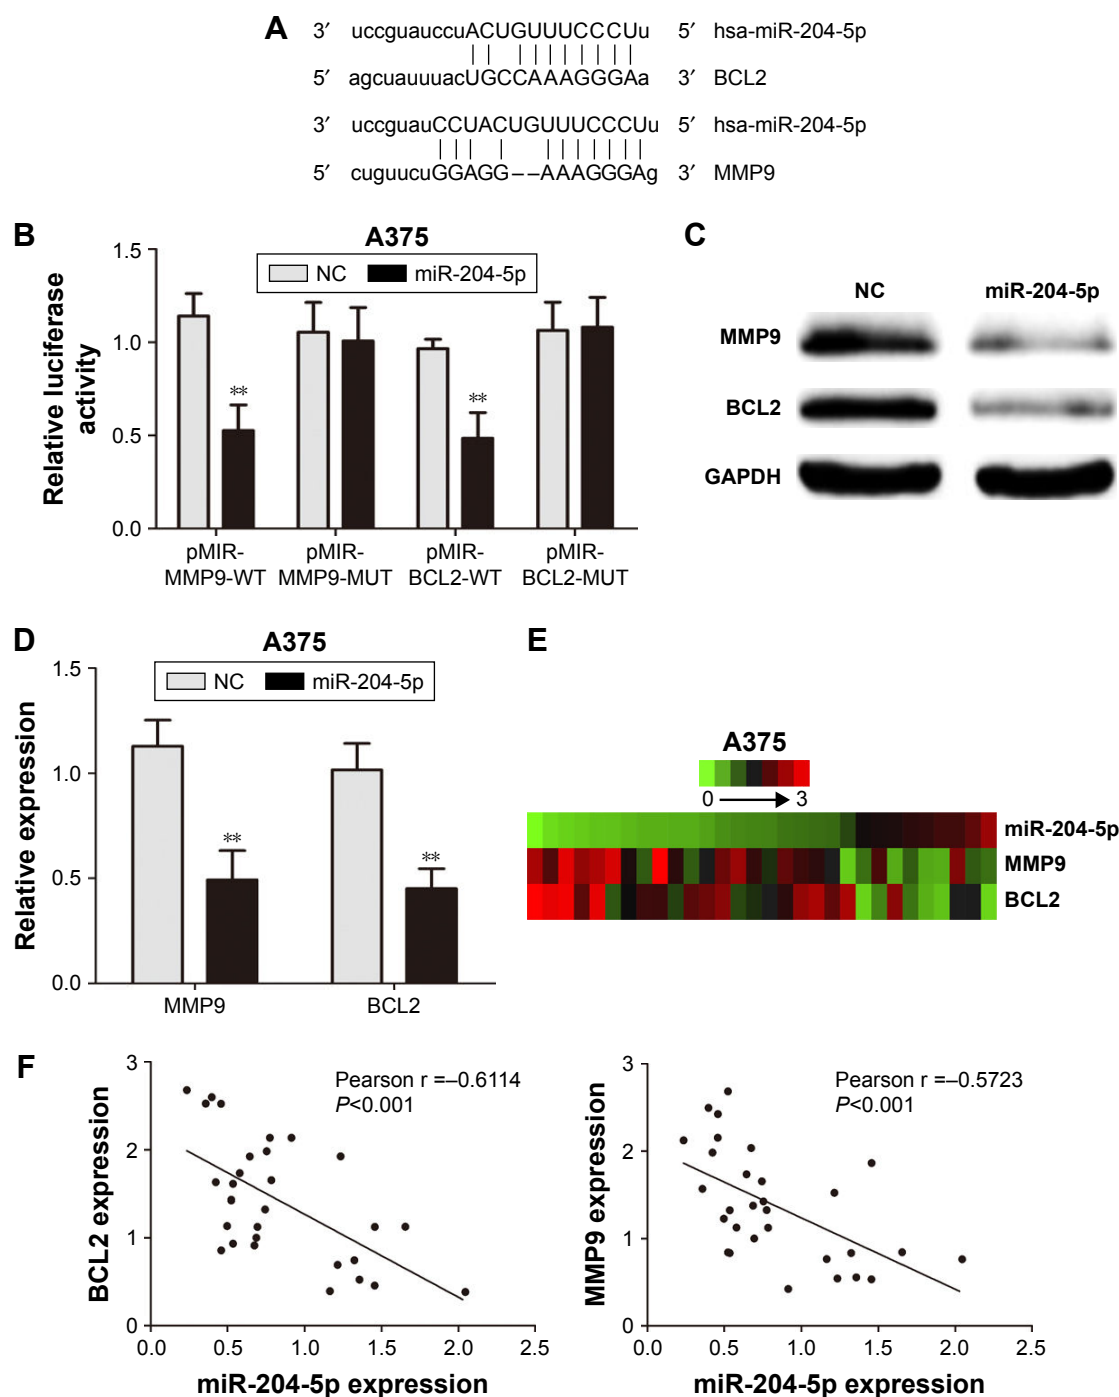 A 3′ uccguauccuACUGUUUCCCUu 5′ hsa-miR-204-5p
5′ agcuauuuacUGCCAAAGGGAa 3′ BCL2
3′ uccguauCCUACUGUUUCCCUu 5′ hsa-miR-204-5p
5′ cuguucuGGAGG––AAAGGGAg 3′ MMP9
B
A375
NC miR-204-5p
Relative luciferase
activity
1.5
1.0
0.5
0.0
**
**
pMIR-
MMP9-WT
pMIR-
MMP9-MUT
pMIR-
BCL2-WT
pMIR-
BCL2-MUT
C
NC miR-204-5p
MMP9
BCL2
GAPDH
D
A375
NC miR-204-5p
Relative expression
1.5
1.0
0.5
0.0
**
**
MMP9 BCL2
E
A375
0 3
miR-204-5p
MMP9
BCL2
F
BCL2 expression
3
2
1
0
Pearson r =–0.6114
P<0.001
0.0 0.5 1.0 1.5 2.0 2.5
miR-204-5p expression
MMP9 expression
3
2
1
0
Pearson r =–0.5723
P<0.001
0.0 0.5 1.0 1.5 2.0 2.5
miR-204-5p expression